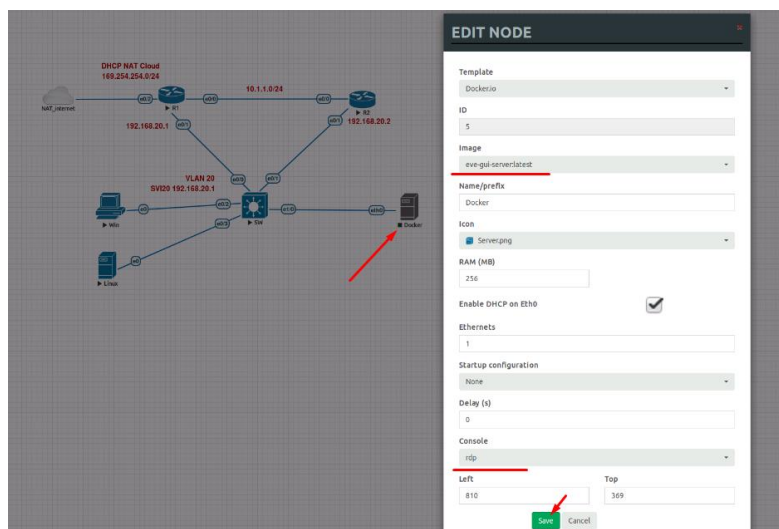 EDIT NODE
Template
Docker.io
ID
5
Image
eve-gui-server:latest
Name/prefix
Docker
Icon
Server.png
RAM (MB)
256
Enable DHCP on Eth0
Ethernets
1
Startup configuration
None
Delay (s)
0
Console
rdp
Left
Top
810
369
Save
Cancel
DHCP NAT Cloud
169.254.254.0/24
NAT_internet
e0/2
R1
e0/0
10.1.1.0/24
e0/0
R2
192.168.20.1
e0/1
e0/1
192.168.20.2
VLAN 20
SVI20 192.168.20.1
e0/0
e0/1
Win
e0
e0/2
SW
e1/0
Docker
Linux
e0
e0/3